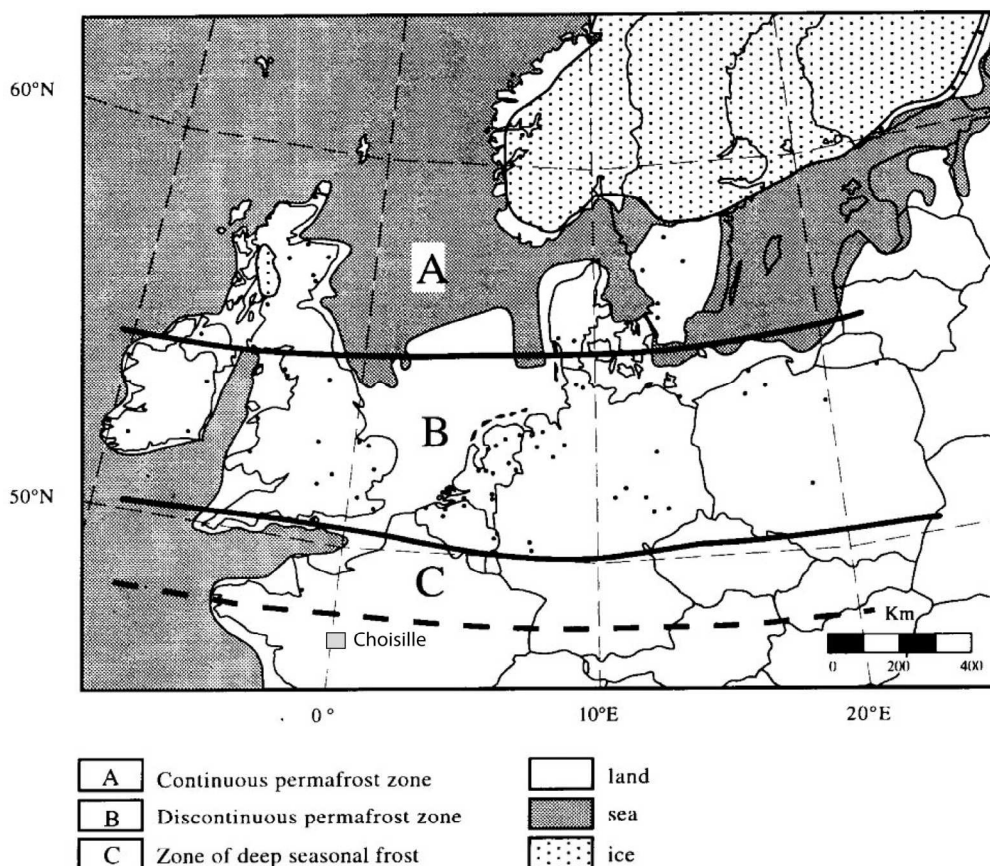 60°N
A
B
50°N
C
Km
Choisille
0 200 400
0° 10°E 20°E
A Continuous permafrost zone land
B Discontinuous permafrost zone sea
C Zone of deep seasonal frost ice